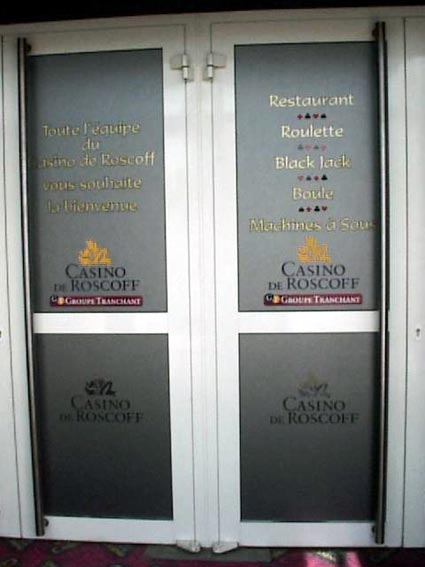 Toute l'équipe
du
Casino de Roscoff
vous souhaite
la bienvenue
CASINO
DE ROSCOFF
GROUPE TRANCHANT
CASINO
DE ROSCOFF
Restaurant
Roulette
Black Jack
Boule
Machines à Sous
CASINO
DE ROSCOFF
GROUPE TRANCHANT
CASINO
DE ROSCOFF